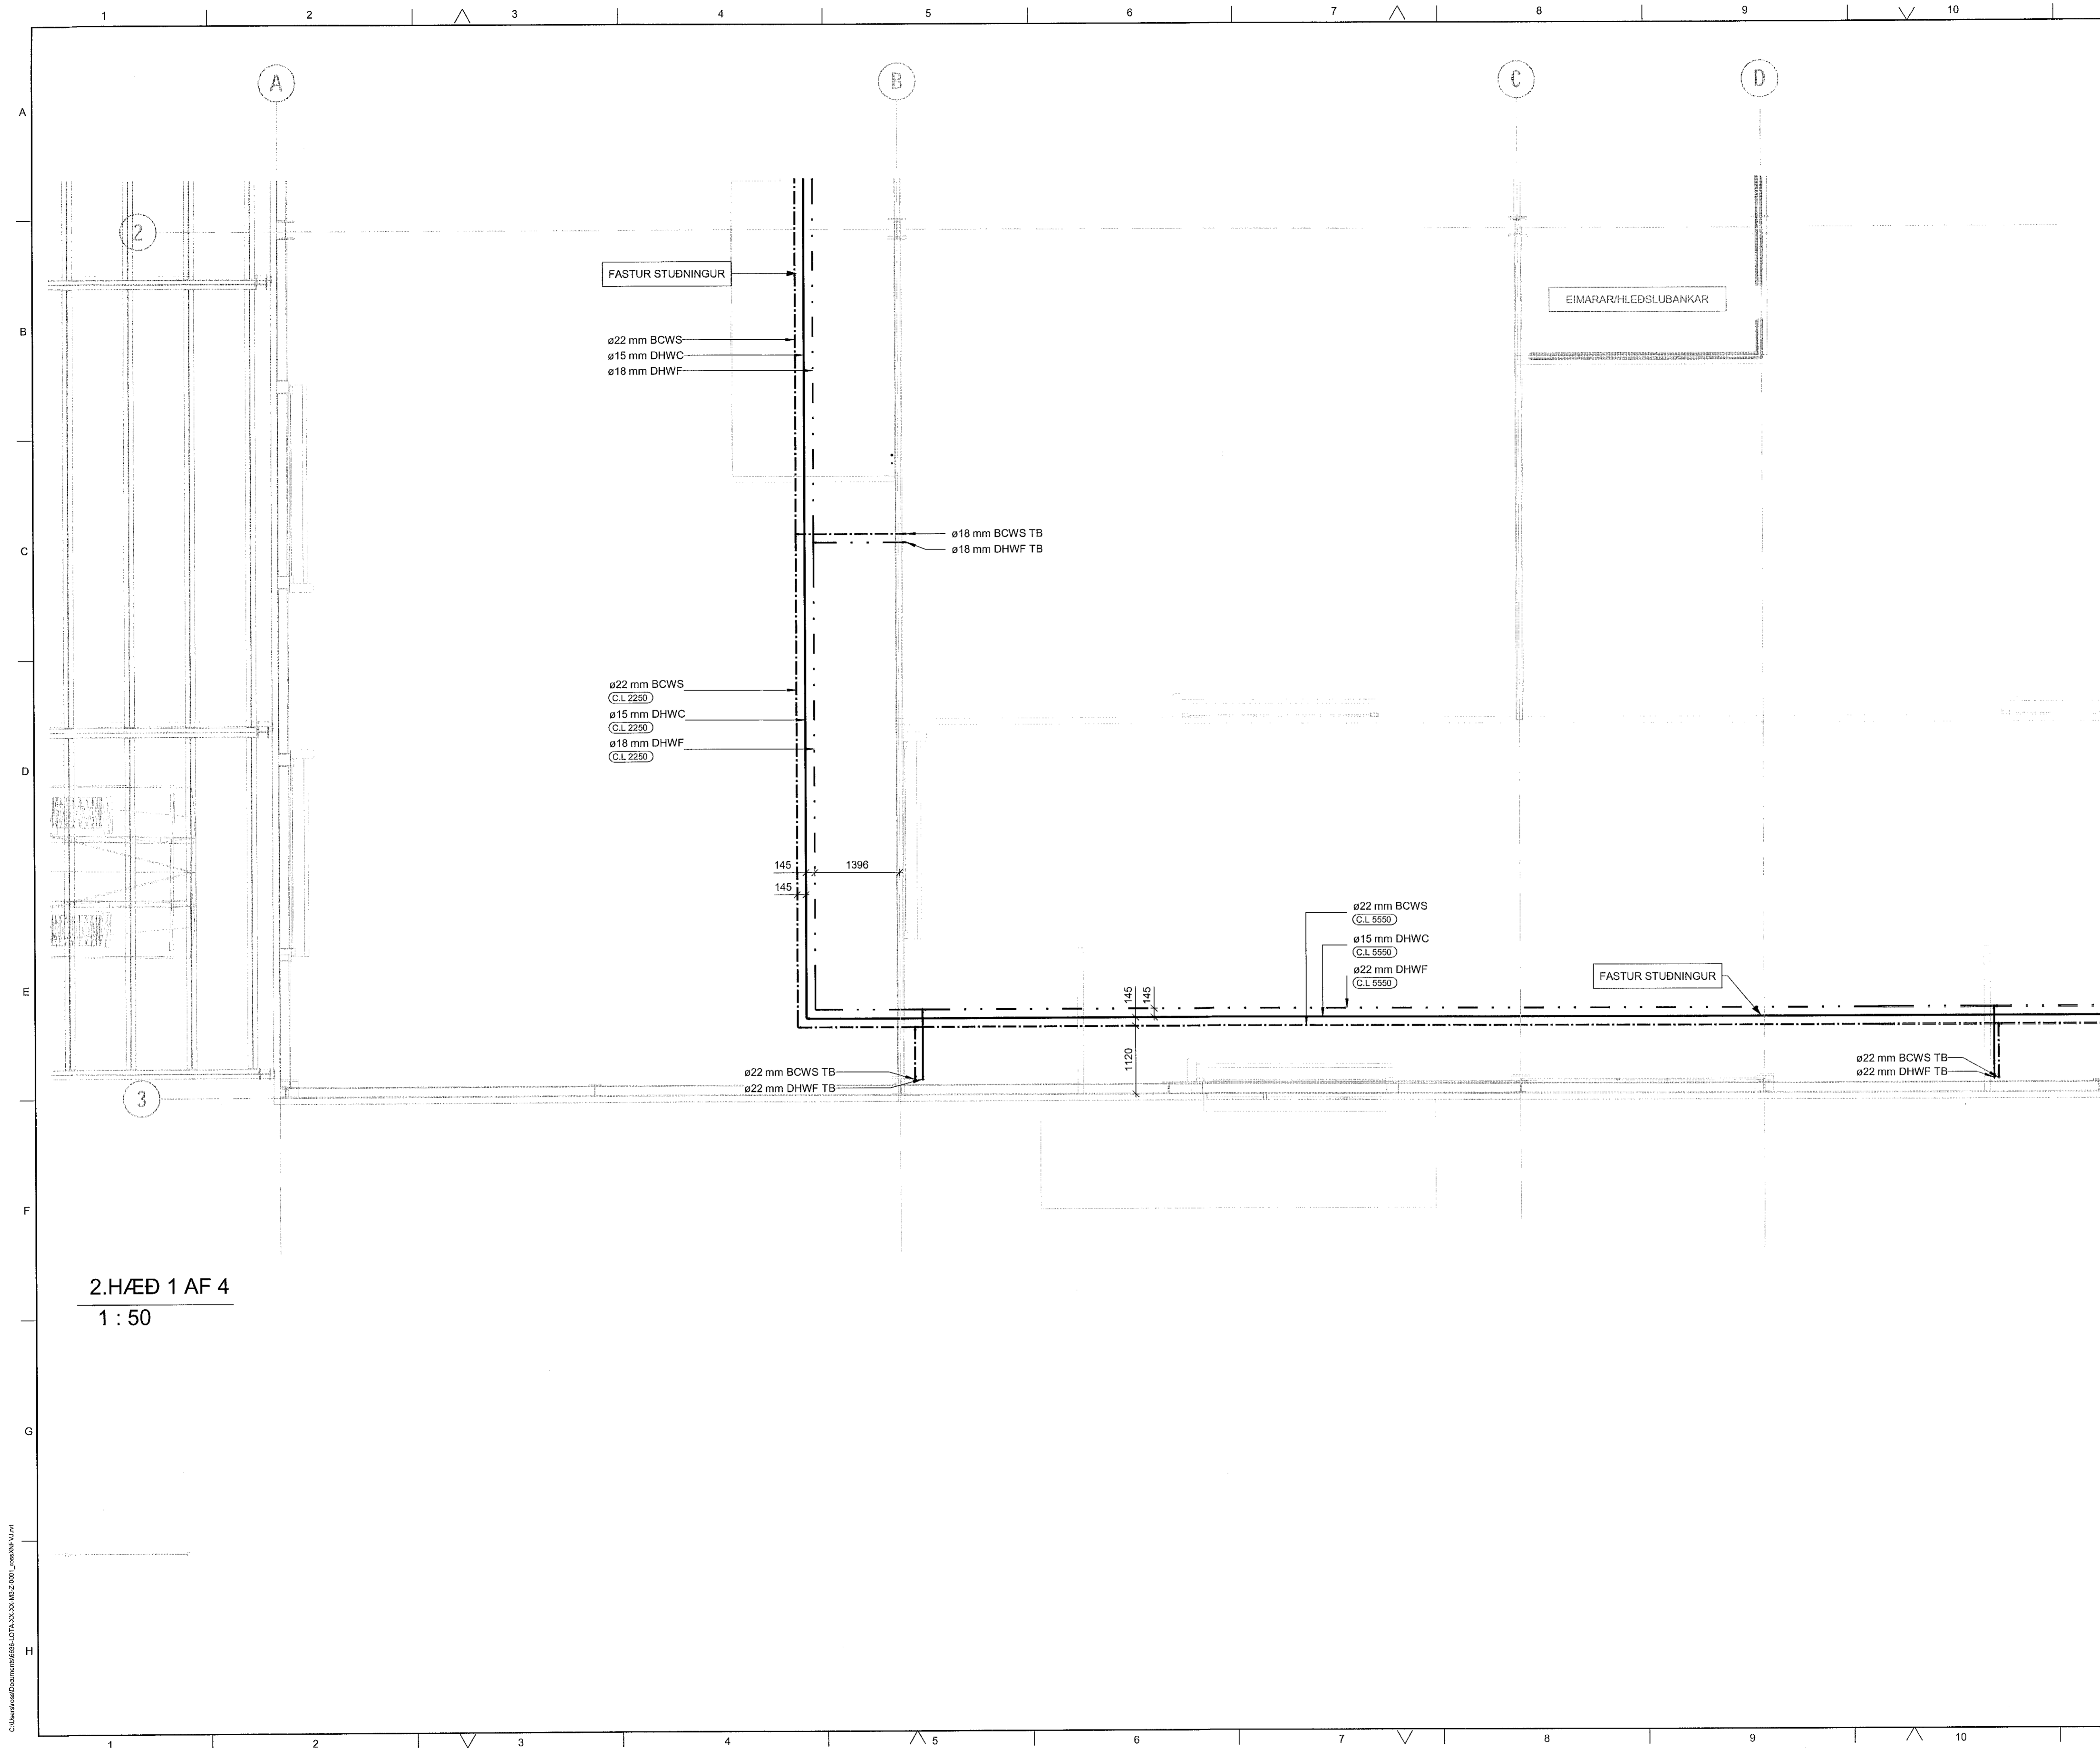 1 2 3 4 5 6 7 8 9 10
A B C D
A
2
FASTUR STUÐNINGUR
EIMARAR/HLEÐSLUBANKAR
B
ø22 mm BCWS
ø15 mm DHWC
ø18 mm DHWF
ø18 mm BCWS TB
C
ø18 mm DHWF TB
ø22 mm BCWS
C.L 2250
ø15 mm DHWC
C.L 2250
ø18 mm DHWF
C.L 2250
D
145 1396
145
ø22 mm BCWS
C.L 5550
ø15 mm DHWC
C.L 5550
ø22 mm DHWF
C.L 5550
FASTUR STUÐNINGUR
E
145 145
1120
ø22 mm BCWS TB
ø22 mm DHWF TB
ø22 mm BCWS TB
ø22 mm DHWF TB
3
F
2.HÆÐ 1 AF 4
1 : 50
G
H
1 2 3 4 5 6 7 8 9 10